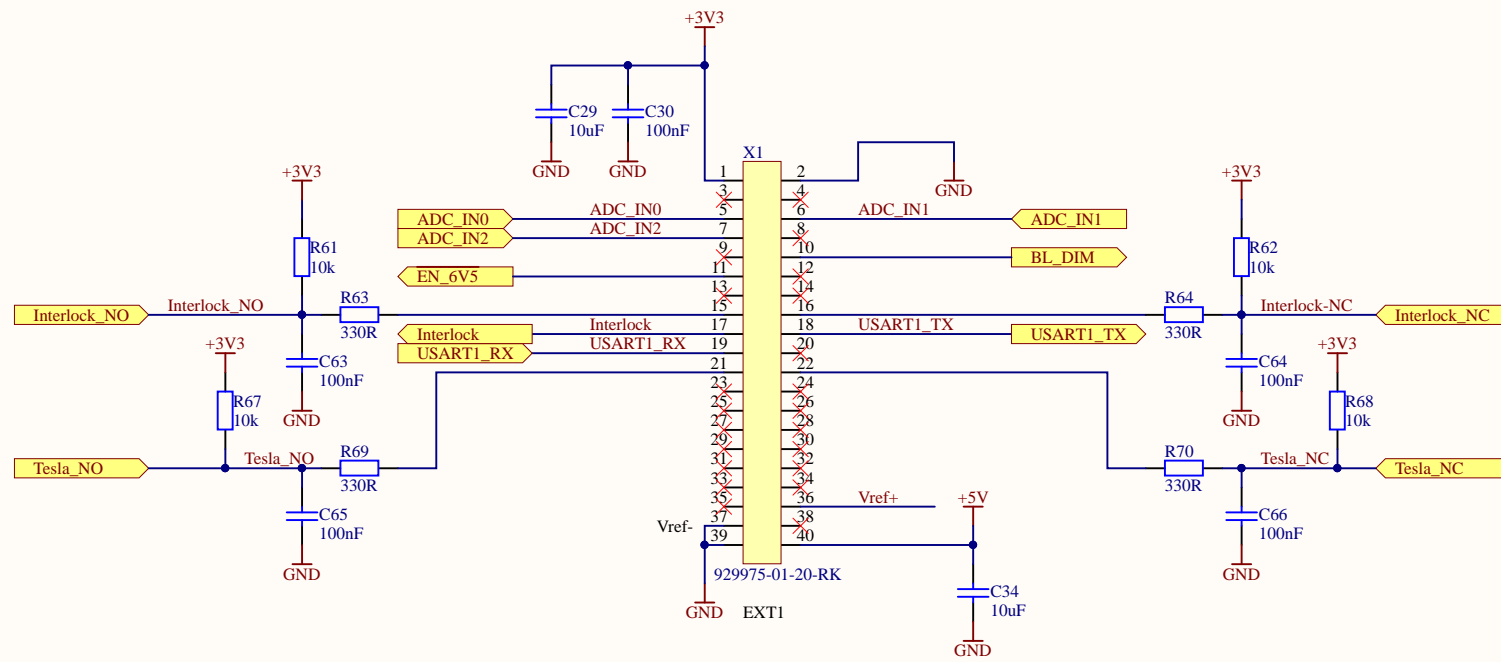 +3V3
C29
10uF
C30
100nF
GND
GND
X1
1
2
GND
3
4
5
6
7
8
9
10
11
12
13
14
15
16
17
18
19
20
21
22
23
24
25
26
27
28
29
30
31
32
33
34
35
36
37
38
39
40
ADC_IN0
ADC_IN0
ADC_IN2
ADC_IN2
EN_6V5
ADC_IN1
ADC_IN1
BL_DIM
+3V3
R61
10k
Interlock_NO
Interlock_NO
R63
330R
C63
100nF
GND
Interlock
Interlock
USART1_RX
USART1_RX
USART1_TX
USART1_TX
+3V3
R62
10k
R64
330R
Interlock-NC
Interlock_NC
C64
100nF
GND
+3V3
R67
10k
Tesla_NO
Tesla_NO
R69
330R
C65
100nF
GND
+3V3
R68
10k
R70
330R
Tesla_NC
Tesla_NC
C66
100nF
GND
Vref+
+5V
Vref-
929975-01-20-RK
GND
EXT1
C34
10uF
GND